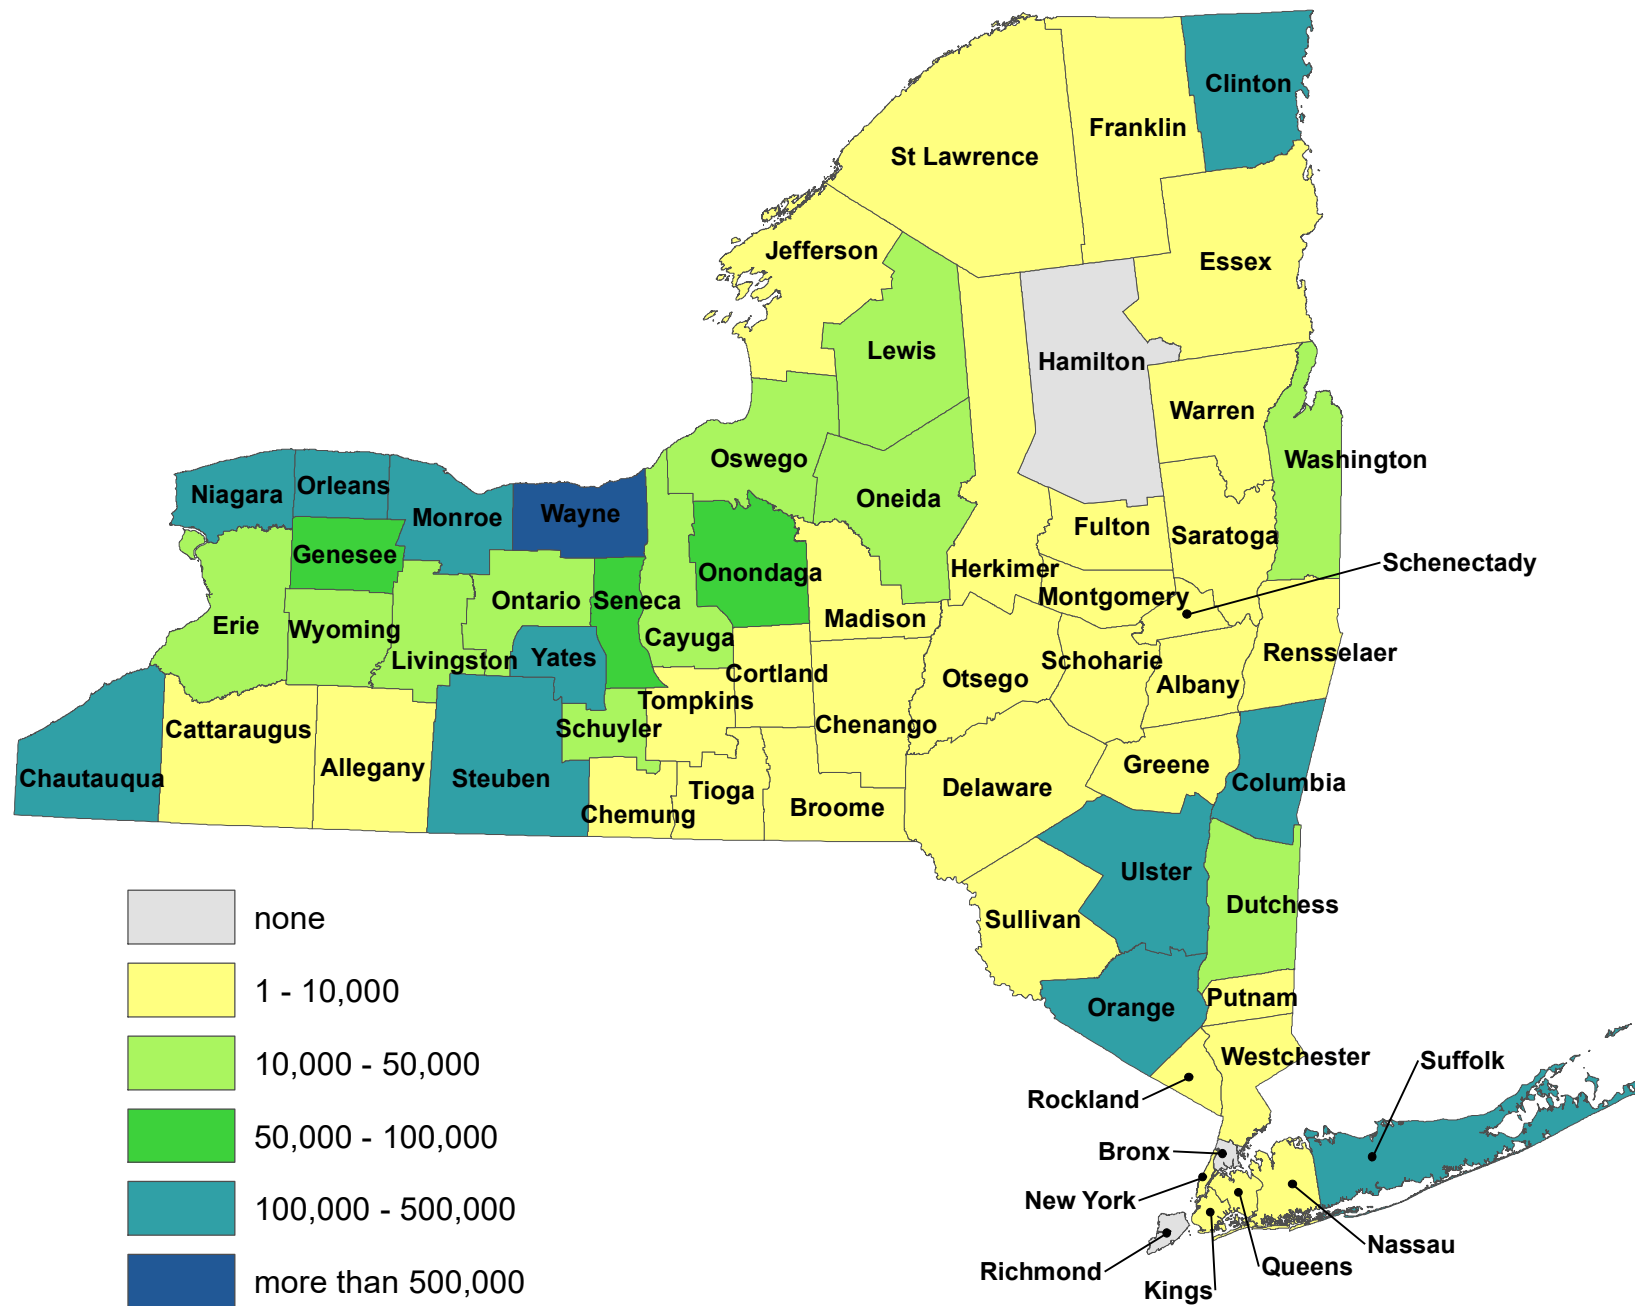 Clinton
Franklin
St Lawrence
Jefferson
Essex
Lewis
Hamilton
Warren
Oswego
Washington
Niagara
Orleans
Oneida
Monroe
Wayne
Fulton
Saratoga
Genesee
Schenectady
Onondaga
Herkimer
Montgomery
Ontario
Seneca
Erie
Wyoming
Madison
Cayuga
Livingston
Yates
Rensselaer
Schoharie
Cortland
Otsego
Albany
Tompkins
Cattaraugus
Schuyler
Chenango
Allegany
Greene
Chautauqua
Steuben
Columbia
Delaware
Tioga
Broome
Chemung
Ulster
Dutchess
Sullivan
none
Putnam
1 - 10,000
Orange
Westchester
Suffolk
10,000 - 50,000
Rockland
50,000 - 100,000
Bronx
New York
100,000 - 500,000
Nassau
Queens
Richmond
more than 500,000
Kings